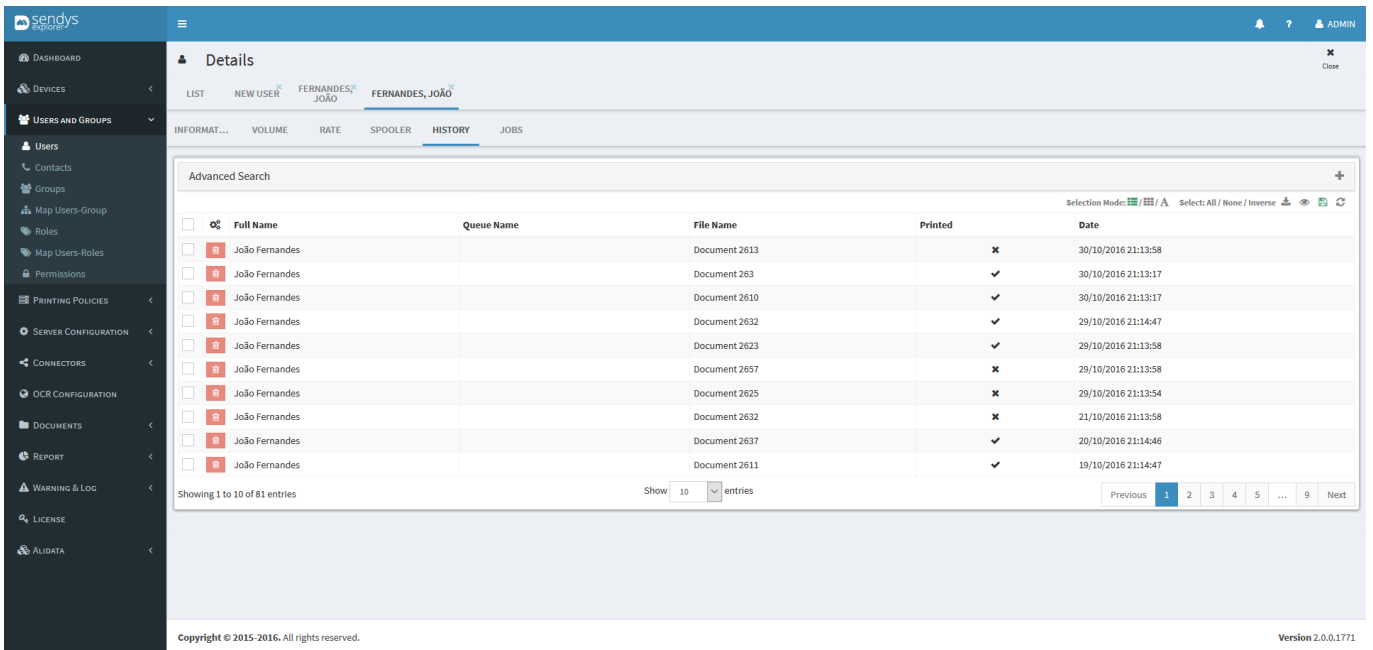 sendys
explorer
ADMIN
DASHBOARD
DEVICES
USERS AND GROUPS
Users
Contacts
Groups
Map Users-Group
Roles
Map Users-Roles
Permissions
PRINTING POLICIES
SERVER CONFIGURATION
CONNECTORS
OCR CONFIGURATION
DOCUMENTS
REPORT
WARNING & LOG
LICENSE
ALIDATA
Details
Close
LIST NEW USER FERNANDES, JOÃO FERNANDES, JOÃO
INFORMAT... VOLUME RATE SPOOLER HISTORY JOBS
Advanced Search
Selection Mode: / / A Select: All / None / Inverse
Full Name Queue Name File Name Printed Date
João Fernandes Document 2613 30/10/2016 21:13:58
João Fernandes Document 263 30/10/2016 21:13:17
João Fernandes Document 2610 30/10/2016 21:13:17
João Fernandes Document 2632 29/10/2016 21:14:47
João Fernandes Document 2623 29/10/2016 21:13:58
João Fernandes Document 2657 29/10/2016 21:13:58
João Fernandes Document 2625 29/10/2016 21:13:54
João Fernandes Document 2632 21/10/2016 21:13:58
João Fernandes Document 2637 20/10/2016 21:14:46
João Fernandes Document 2611 19/10/2016 21:14:47
Showing 1 to 10 of 81 entries Show 10 entries Previous 1 2 3 4 5 ... 9 Next
Copyright © 2015-2016. All rights reserved. Version 2.0.0.1771